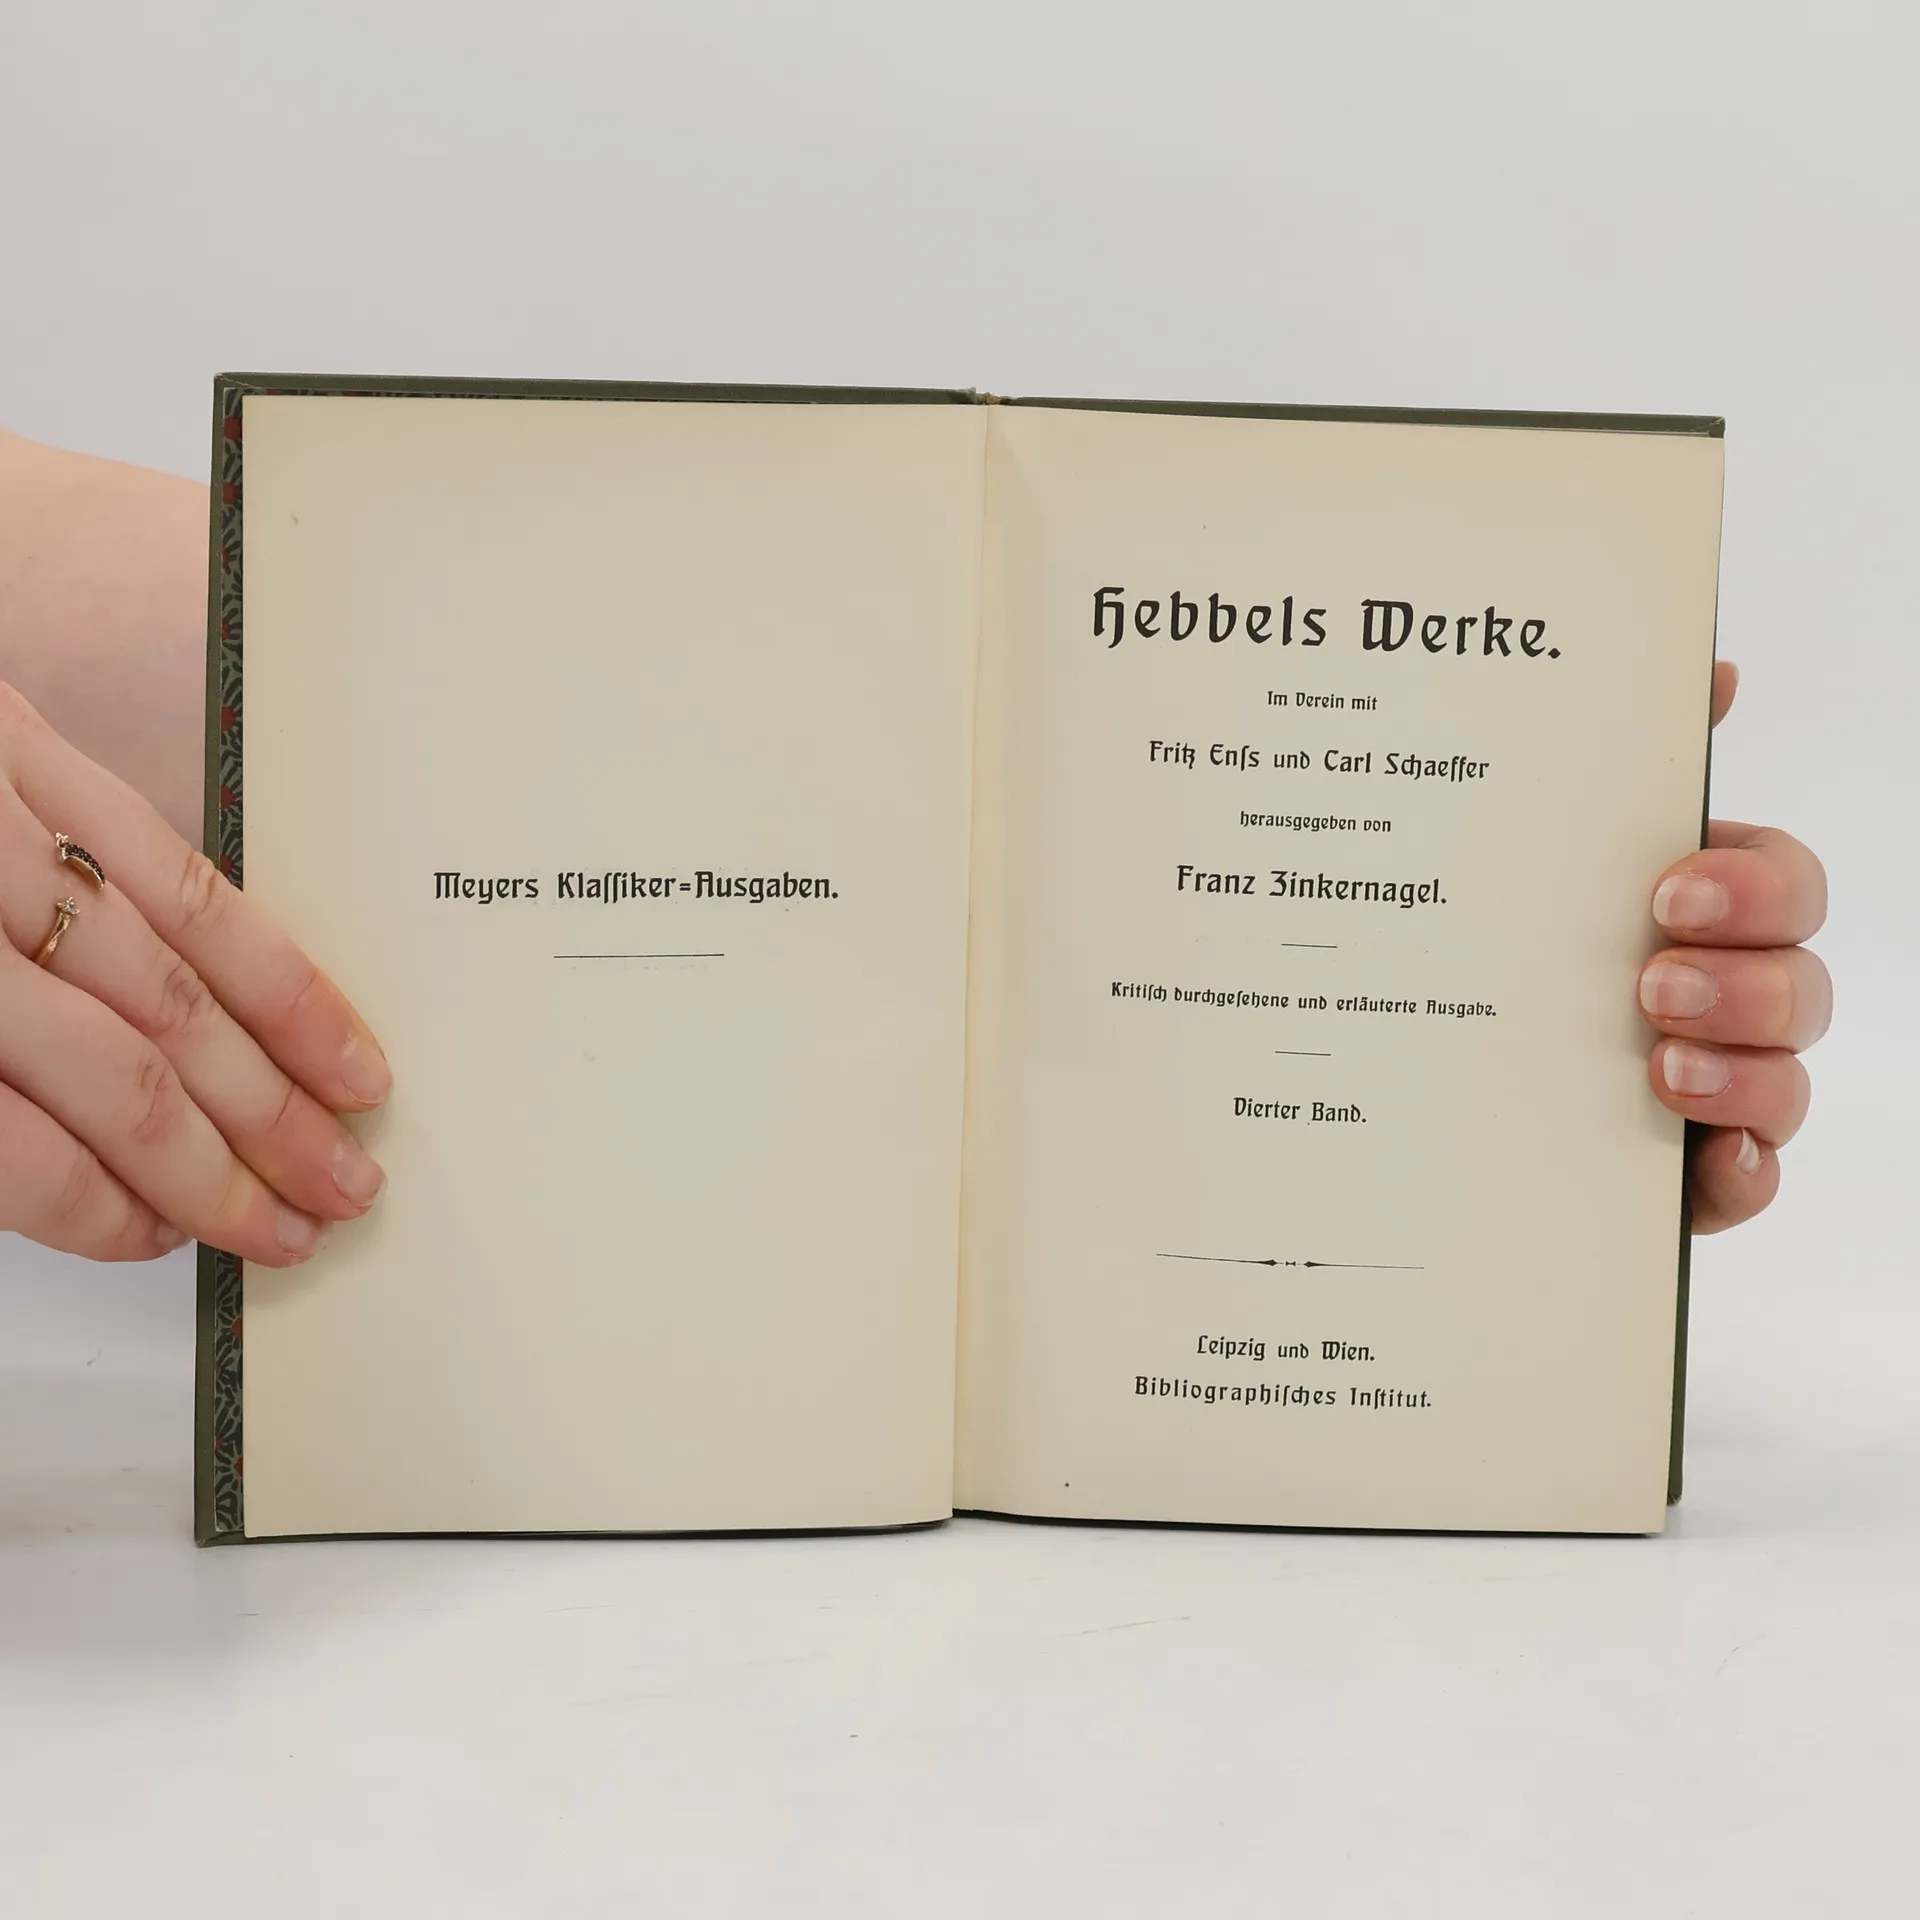 Meyers Klaſſiker=Ausgaben.
Hebbels Werke.
Im Verein mit
Fritz Enſs und Carl Schaeffer
herausgegeben von
Franz Zinkernagel.
Kritiſch durchgeſehene und erläuterte Ausgabe.
Vierter Band.
Leipzig und Wien.
Bibliographiſches Inſtitut.